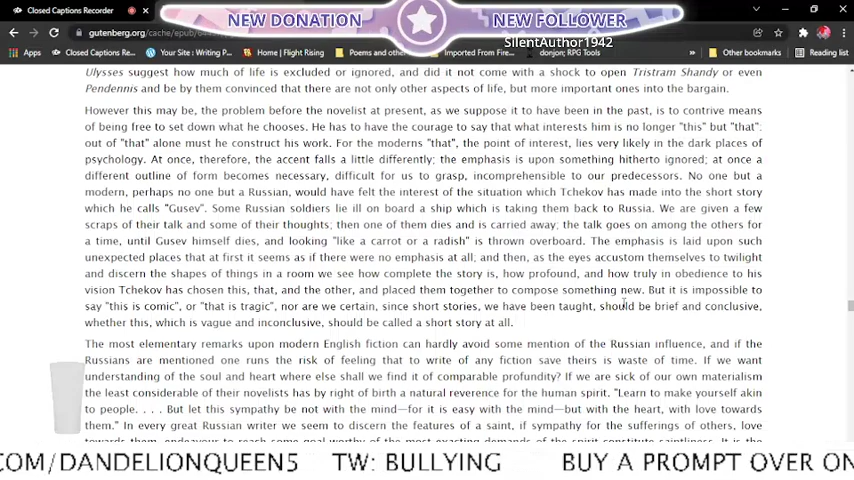 Closed Captions Recorder
NEW DONATION
NEW FOLLOWER
SilentAuthor1942
gutenberg.org/cache/epub/64
Apps
Closed Captions Rec...
Your Site : Writing P...
Home | Flight Rising
Poems and othe
Imported From Fire...
donjon; RPG Tools
Other bookmarks
Reading list
Ulysses suggest how much of life is excluded or ignored, and did it not come with a shock to open Tristram Shandy or even
Pendennis and be by them convinced that there are not only other aspects of life, but more important ones into the bargain.
However this may be, the problem before the novelist at present, as we suppose it to have been in the past, is to contrive means
of being free to set down what he chooses. He has to have the courage to say that what interests him is no longer "this" but "that":
out of "that" alone must he construct his work. For the moderns "that", the point of interest, lies very likely in the dark places of
psychology. At once, therefore, the accent falls a little differently; the emphasis is upon something hitherto ignored; at once a
different outline of form becomes necessary, difficult for us to grasp, incomprehensible to our predecessors. No one but a
modern, perhaps no one but a Russian, would have felt the interest of the situation which Tchekov has made into the short story
which he calls "Gusev". Some Russian soldiers lie ill on board a ship which is taking them back to Russia. We are given a few
scraps of their talk and some of their thoughts; then one of them dies and is carried away; the talk goes on among the others for
a time, until Gusev himself dies, and looking "like a carrot or a radish" is thrown overboard. The emphasis is laid upon such
unexpected places that at first it seems as if there were no emphasis at all; and then, as the eyes accustom themselves to twilight
and discern the shapes of things in a room we see how complete the story is, how profound, and how truly in obedience to his
vision Tchekov has chosen this, that, and the other, and placed them together to compose something new. But it is impossible to
say "this is comic", or "that is tragic", nor are we certain, since short stories, we have been taught, should be brief and conclusive,
whether this, which is vague and inconclusive, should be called a short story at all.
The most elementary remarks upon modern English fiction can hardly avoid some mention of the Russian influence, and if the
Russians are mentioned one runs the risk of feeling that to write of any fiction save theirs is waste of time. If we want
understanding of the soul and heart where else shall we find it of comparable profundity? If we are sick of our own materialism
the least considerable of their novelists has by right of birth a natural reverence for the human spirit. "Learn to make yourself akin
to people. . . . But let this sympathy be not with the mind—for it is easy with the mind—but with the heart, with love towards
them." In every great Russian writer we seem to discern the features of a saint, if sympathy for the sufferings of others, love
towards them, endeavour to reach some goal worthy of the most exacting demands of the spirit constitute saintliness. It is the
COM/DANDELIONQUEEN5 TW: BULLYING BUY A PROMPT OVER ON